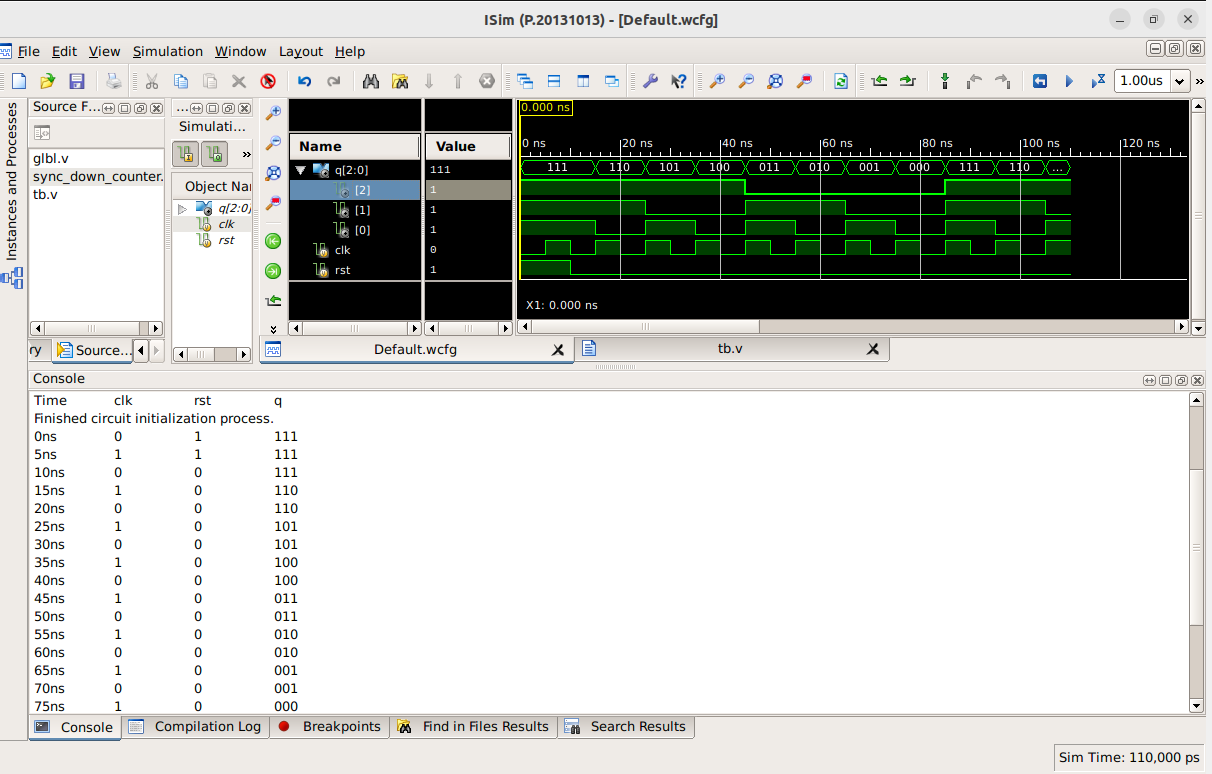 ISim (P.20131013) - [Default.wcfg]
File Edit View Simulation Window Layout Help
1.00us
Instances and Processes
Source F...
glbl.v
sync_down_counter.
tb.v
Source...
...
Simulati...
Object Nar
q[2:0]
clk
rst
Name Value
q[2:0] 111
[2] 1
[1] 1
[0] 1
clk 0
rst 1
0.000 ns
0 ns 20 ns 40 ns 60 ns 80 ns 100 ns 120 ns
111 110 101 100 011 010 001 000 111 110 ...
X1: 0.000 ns
ry
Default.wcfg tb.v
Console
Time clk rst q
Finished circuit initialization process.
0ns 0 1 111
5ns 1 1 111
10ns 0 0 111
15ns 1 0 110
20ns 0 0 110
25ns 1 0 101
30ns 0 0 101
35ns 1 0 100
40ns 0 0 100
45ns 1 0 011
50ns 0 0 011
55ns 1 0 010
60ns 0 0 010
65ns 1 0 001
70ns 0 0 001
75ns 1 0 000
Console Compilation Log Breakpoints Find in Files Results Search Results
Sim Time: 110,000 ps